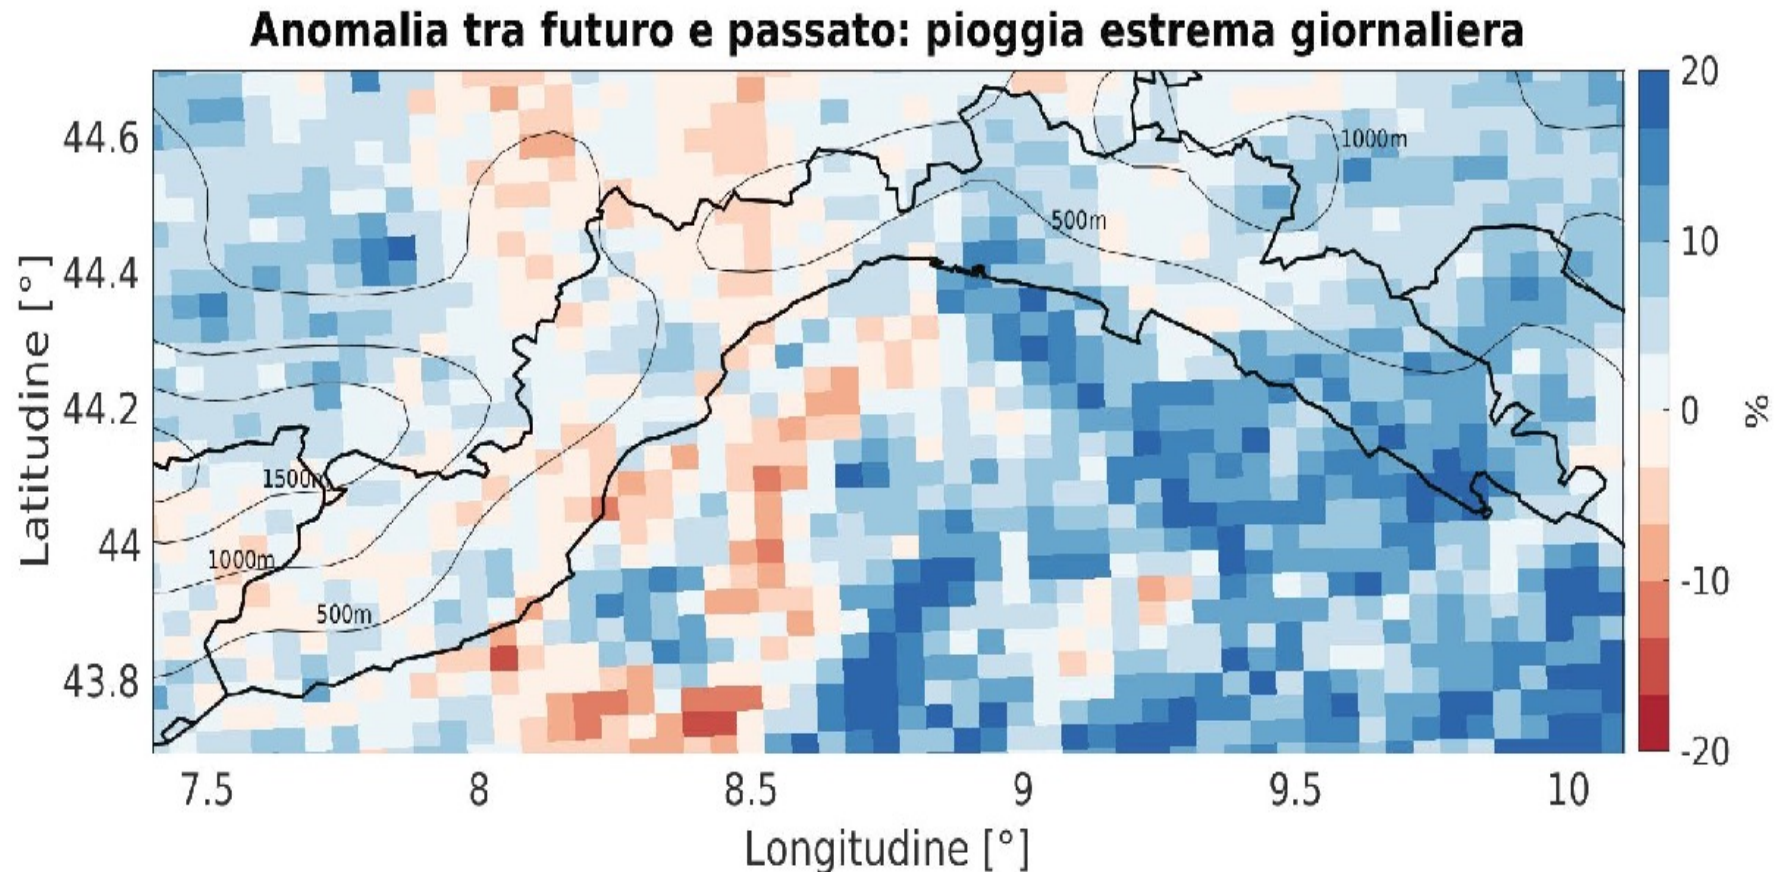 Anomalia tra futuro e passato: pioggia estrema giornaliera
20
10
0
-10
-20
%
44.6
44.4
44.2
44
43.8
Latitudine [°]
1000m
500m
1500m
1000m
500m
7.5
8
8.5
9
9.5
10
Longitudine [°]